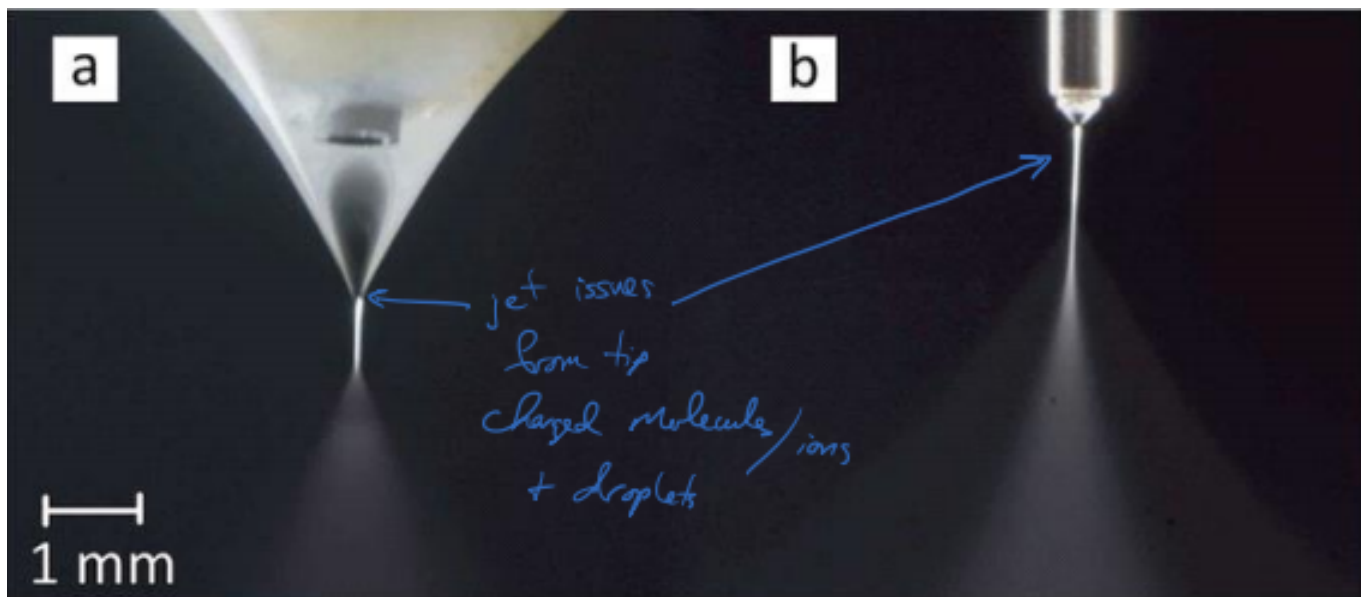 a
b
jet issues
from tip
charged molecules/ions
+ droplets
1 mm